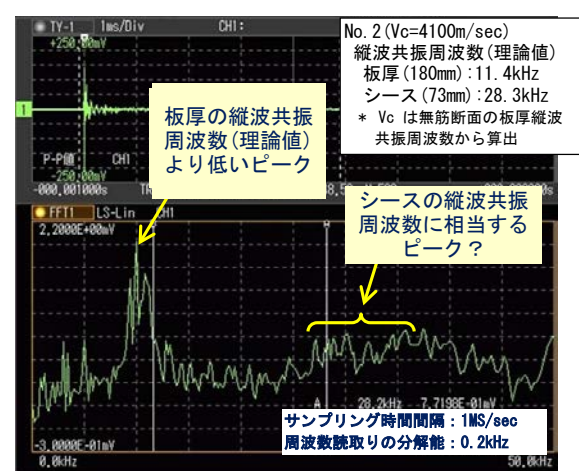 TY-1 1ms/Div CH1:
+250.00mV
No.2(Vc=4100m/sec)
縦波共振周波数(理論値)
板厚(180mm):11.4kHz
シース(73mm):28.3kHz
* Vc は無筋断面の板厚縦波
共振周波数から算出
板厚の縦波共振
周波数(理論値)
より低いピーク
1
P-P値 CH1
-250.00mV
-000.001000s
FFT1 LS-Lin CH1
2.2000E+00mV
シースの縦波共振
周波数に相当する
ピーク?
A 28.2kHz 7.7198E-01mV
サンプリング時間間隔:1MS/sec
周波数読取りの分解能:0.2kHz
-3.0000E-01mV
0.0kHz 50.0kHz